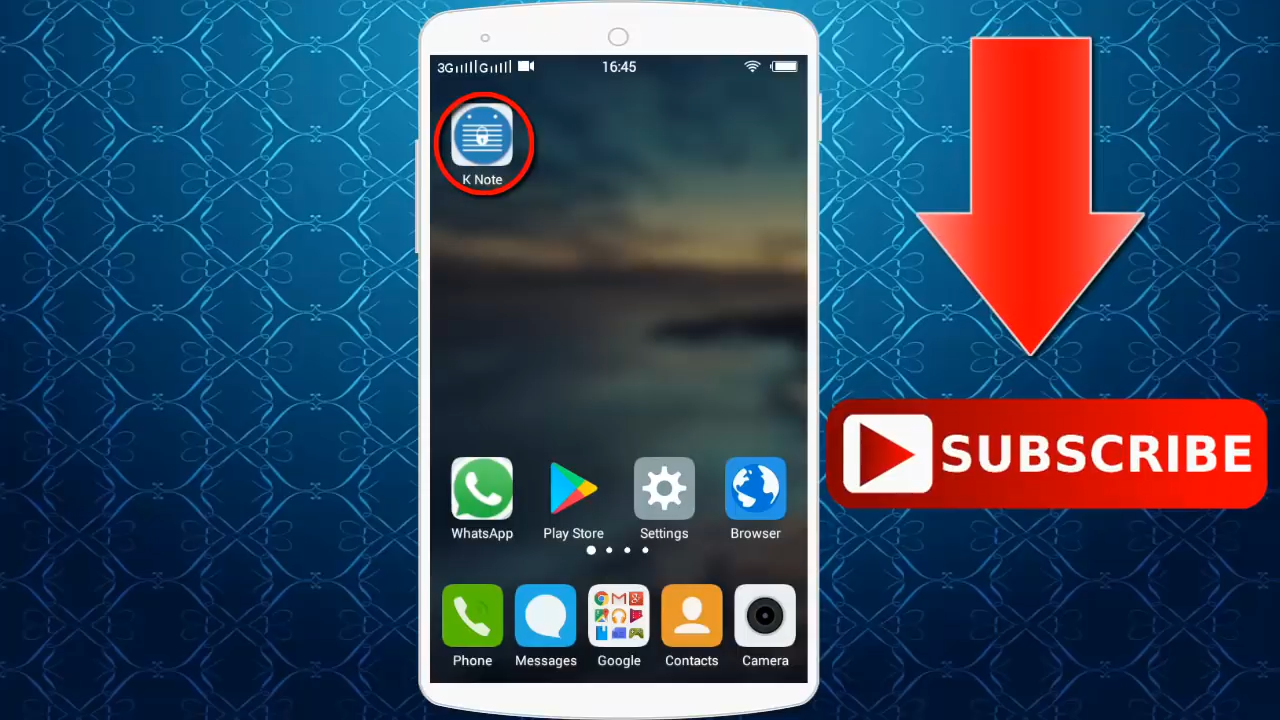 3G G 16:45
K Note
WhatsApp Play Store Settings Browser
Phone Messages Google Contacts Camera
SUBSCRIBE